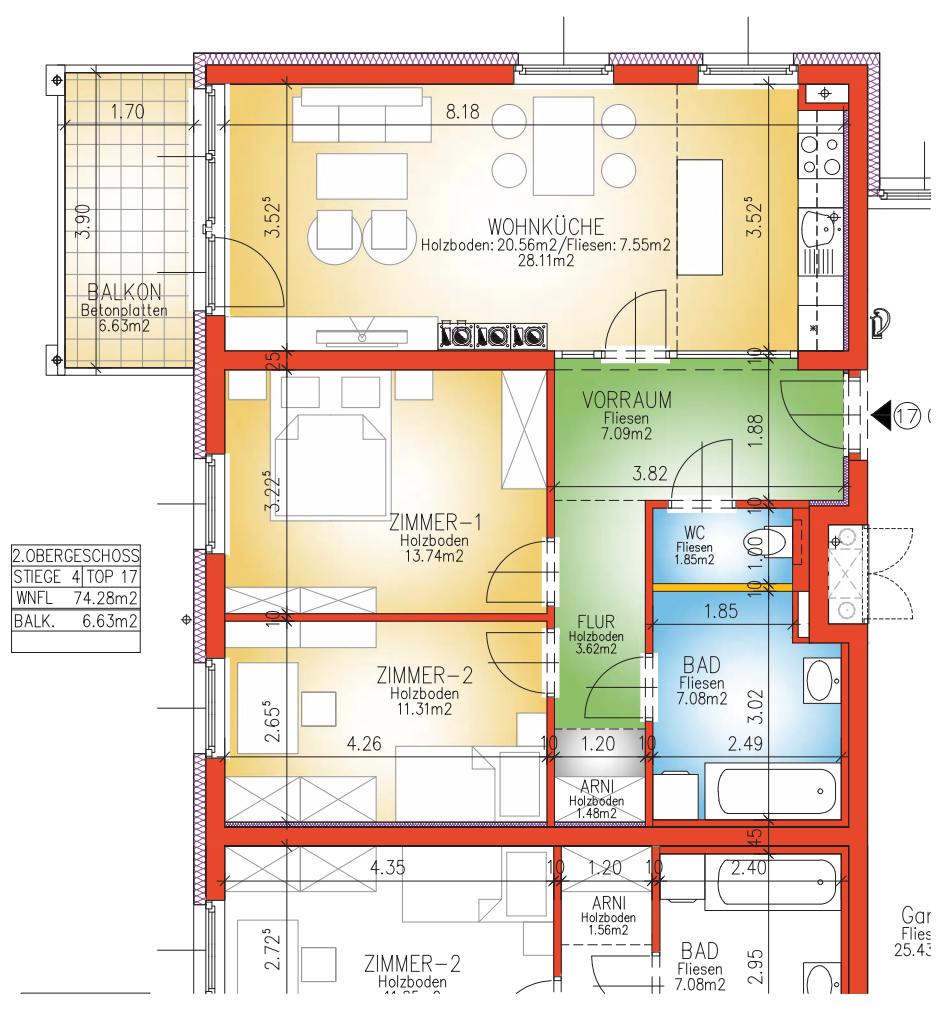 1.70
8.18
3.90
3.52⁵
3.52⁵
WOHNKÜCHE
Holzboden: 20.56m2/Fliesen: 7.55m2
28.11m2
BALKON
Betonplatten
6.63m2
25
10
VORRAUM
Fliesen
7.09m2
1.88
17
3.82
3.22⁵
ZIMMER-1
Holzboden
13.74m2
10
WC
Fliesen
1.85m2
1.00
2.OBERGESCHOSS
STIEGE 4 TOP 17
WNFL 74.28m2
BALK. 6.63m2
10
10
1.85
FLUR
Holzboden
3.62m2
ZIMMER-2
Holzboden
11.31m2
BAD
Fliesen
7.08m2
2.65⁵
3.02
4.26
10
1.20
10
2.49
ARNI
Holzboden
1.48m2
45
4.35
10
1.20
10
2.40
ARNI
Holzboden
1.56m2
Gar
Flies
25.43
2.72⁵
2.95
ZIMMER-2
Holzboden
BAD
Fliesen
7.08m2